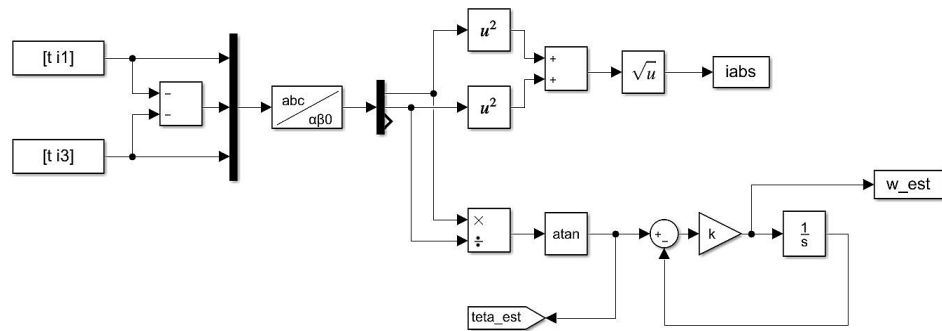 [t i1]
[t i3]
−
−
abc
αβ0
u²
u²
+
+
√u
iabs
×
÷
atan
+
−
k
1
s
w_est
teta_est